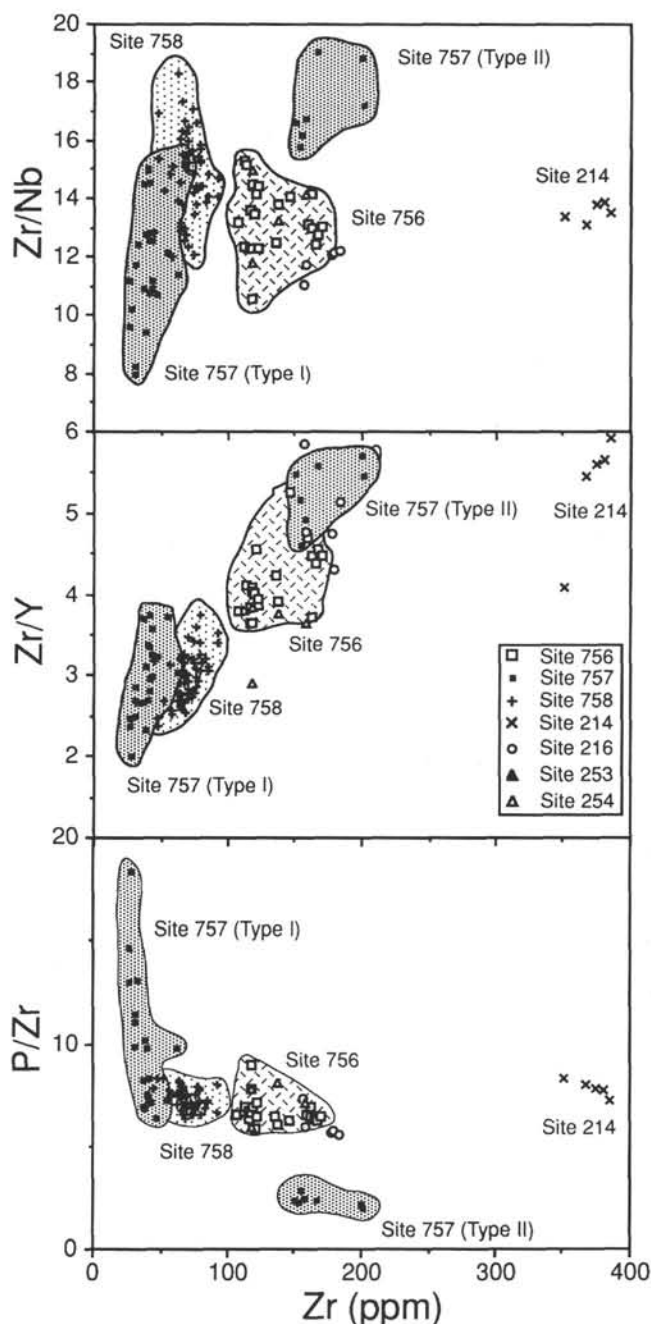 20
18
16
14
12
10
8
Zr/Nb
Site 758
Site 757 (Type II)
Site 214
Site 756
Site 757 (Type I)
6
5
4
3
2
Zr/Y
Site 757 (Type II)
Site 214
Site 756
Site 758
Site 757 (Type I)
Site 756
Site 757
Site 758
Site 214
Site 216
Site 253
Site 254
20
10
0
P/Zr
Site 757 (Type I)
Site 756
Site 758
Site 214
Site 757 (Type II)
0 100 200 300 400
Zr (ppm)